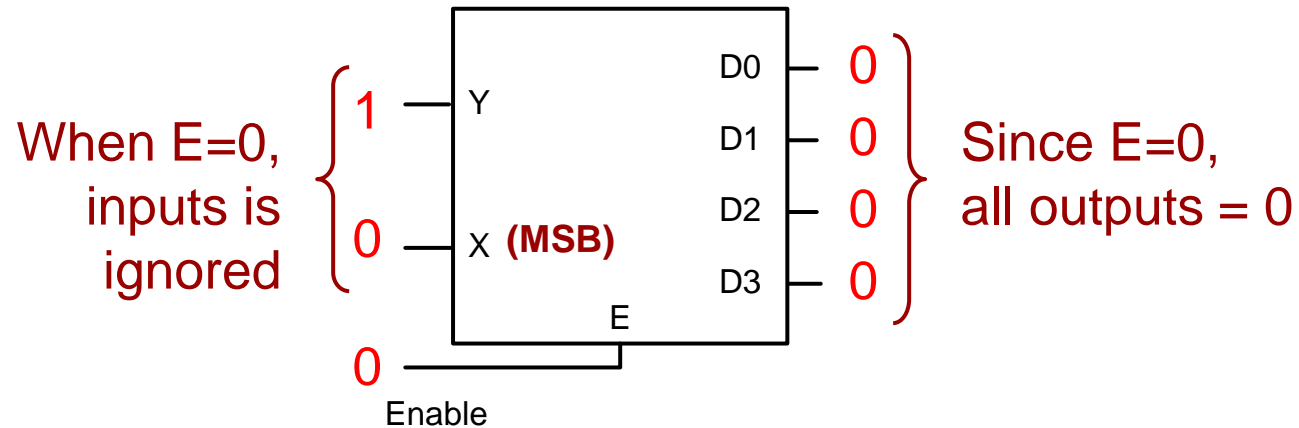 When E=0,
inputs is
ignored
1
0
0
Enable
Y
X (MSB)
E
D0
D1
D2
D3
0
0
0
0
Since E=0,
all outputs = 0